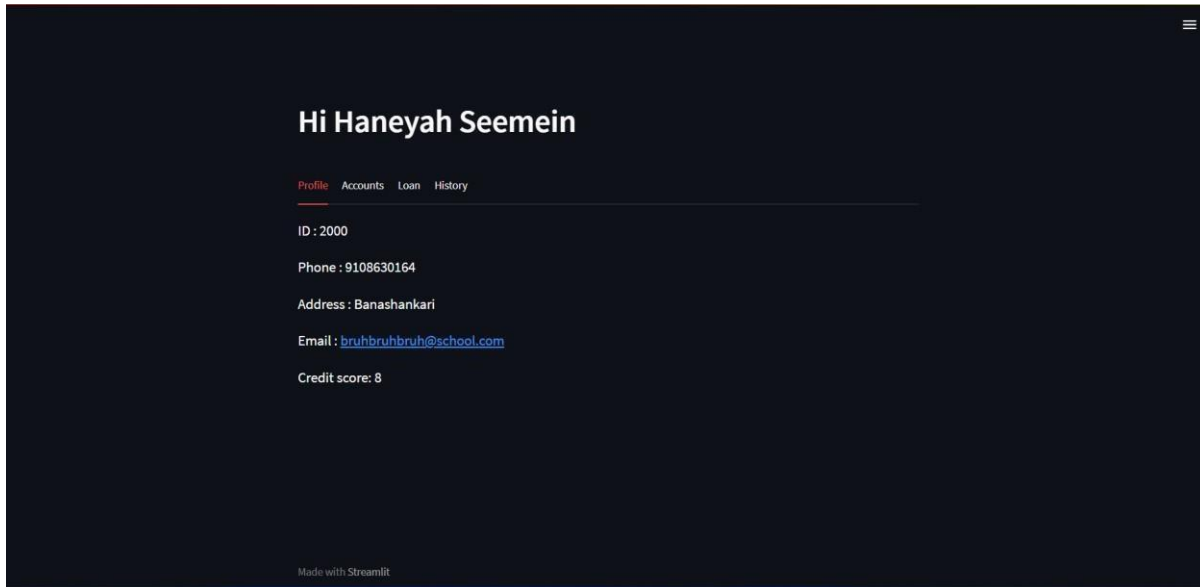 Hi Haneyah Seemein
Profile Accounts Loan History
ID : 2000
Phone : 9108630164
Address : Banashankari
Email : bruhbruhbruh@school.com
Credit score: 8
Made with Streamlit